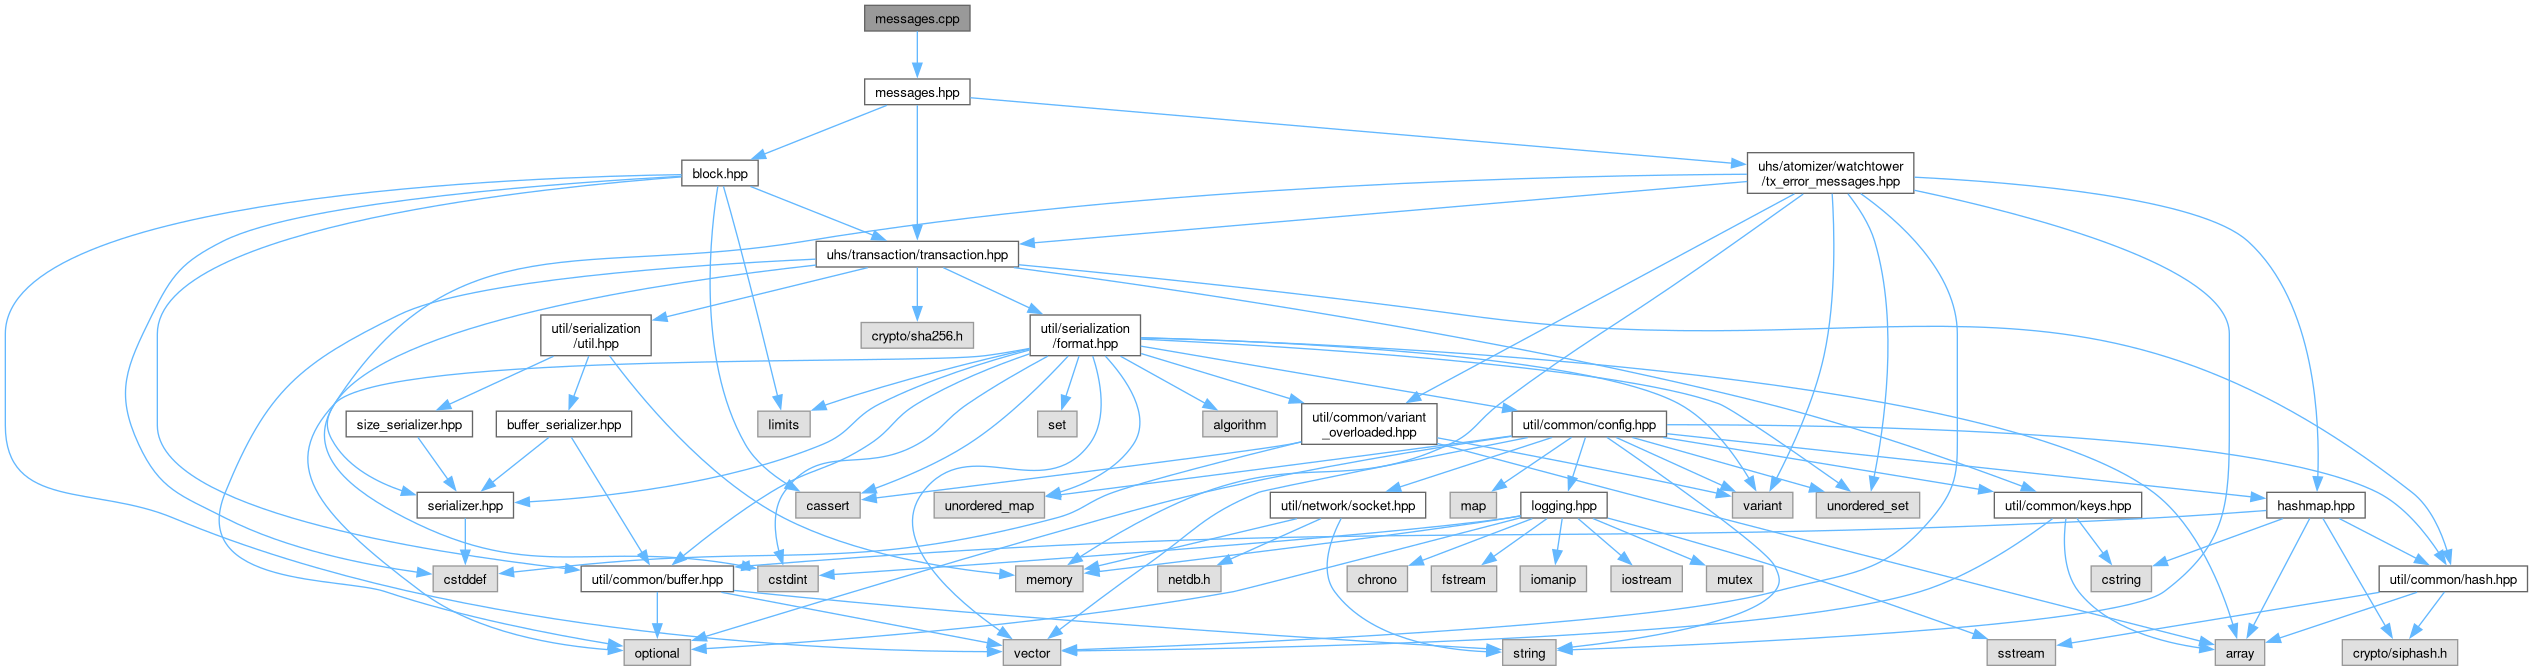 messages.cpp
messages.hpp
block.hpp
uhs/atomizer/watchtower
/tx_error_messages.hpp
uhs/transaction/transaction.hpp
util/serialization
/util.hpp
crypto/sha256.h
util/serialization
/format.hpp
size_serializer.hpp
buffer_serializer.hpp
limits
set
algorithm
util/common/variant
_overloaded.hpp
util/common/config.hpp
serializer.hpp
cassert
unordered_map
util/network/socket.hpp
map
logging.hpp
variant
unordered_set
util/common/keys.hpp
hashmap.hpp
cstddef
util/common/buffer.hpp
cstdint
memory
netdb.h
chrono
fstream
iomanip
iostream
mutex
cstring
util/common/hash.hpp
optional
vector
string
sstream
array
crypto/siphash.h